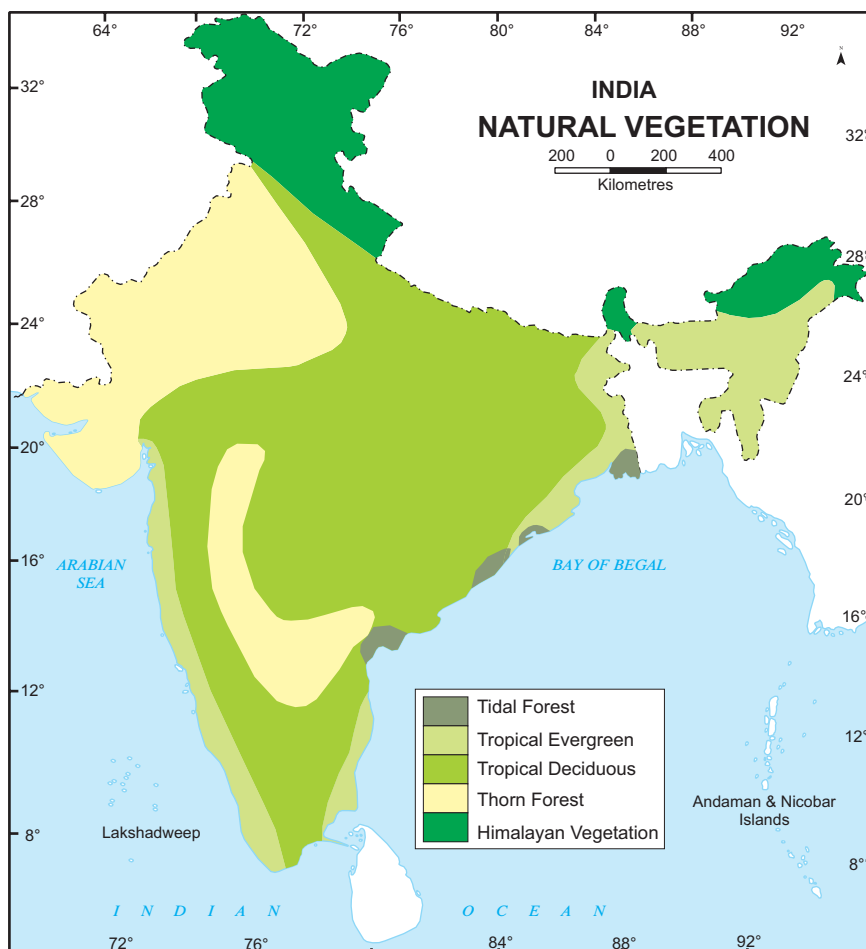 64° 72° 76° 80° 84° 88° 92°
N
INDIA
NATURAL VEGETATION
200 0 200 400
Kilometres
32°
32°
28°
28°
24°
24°
20°
20°
16°
16°
ARABIAN
SEA
BAY OF BEGAL
12°
12°
Tidal Forest
Tropical Evergreen
Tropical Deciduous
Thorn Forest
Himalayan Vegetation
Lakshadweep
Andaman & Nicobar
Islands
8°
8°
INDIAN OCEAN
72° 76° 84° 88° 92°